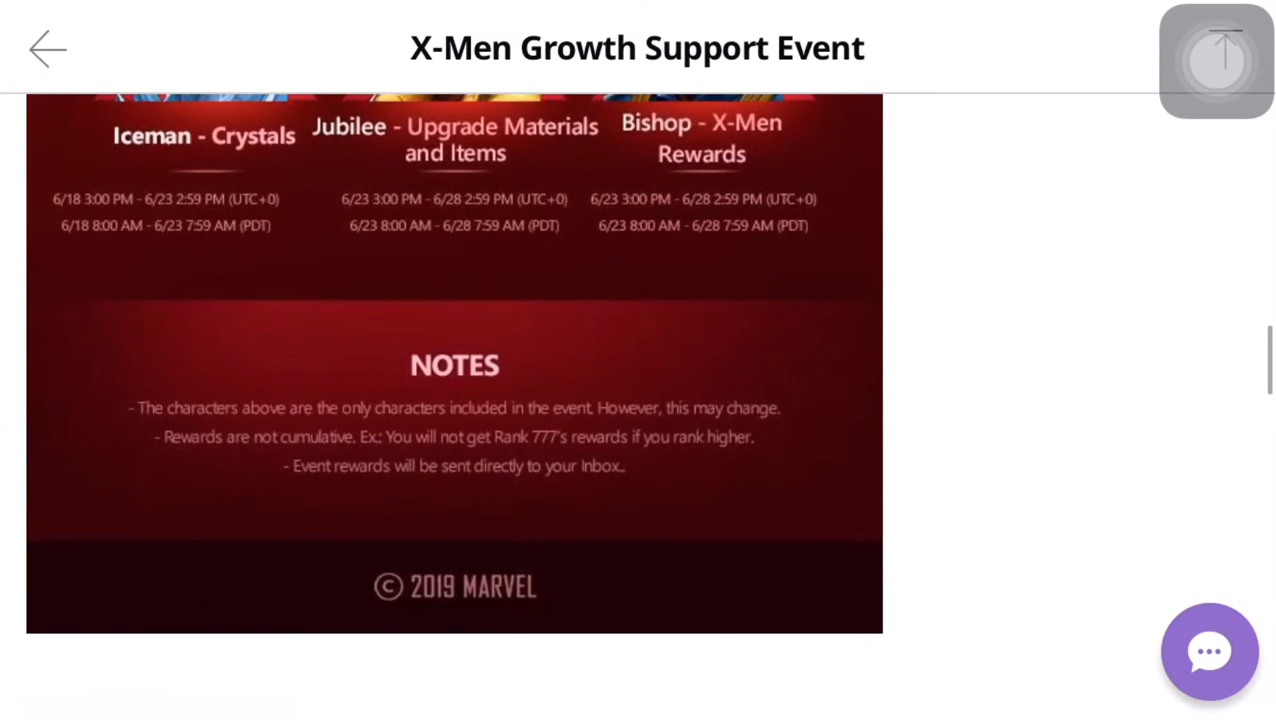 X-Men Growth Support Event
Iceman - Crystals
6/18 3:00 PM - 6/23 2:59 PM (UTC+0)
6/18 8:00 AM - 6/23 7:59 AM (PDT)
Jubilee - Upgrade Materials
and Items
6/23 3:00 PM - 6/28 2:59 PM (UTC+0)
6/23 8:00 AM - 6/28 7:59 AM (PDT)
Bishop - X-Men
Rewards
6/23 3:00 PM - 6/28 2:59 PM (UTC+0)
6/23 8:00 AM - 6/28 7:59 AM (PDT)
NOTES
- The characters above are the only characters included in the event. However, this may change.
- Rewards are not cumulative. Ex.: You will not get Rank 777's rewards if you rank higher.
- Event rewards will be sent directly to your Inbox..
© 2019 MARVEL